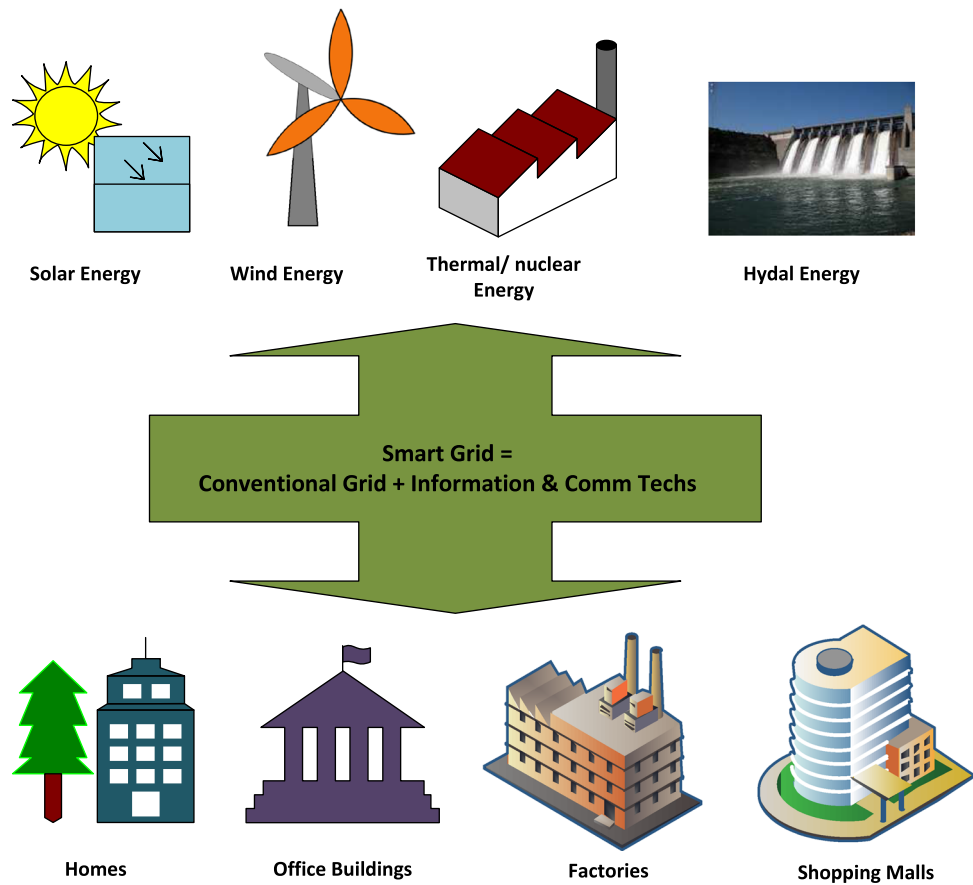 Solar Energy
Wind Energy
Thermal/ nuclear
Energy
Hydal Energy
Smart Grid =
Conventional Grid + Information & Comm Techs
Homes
Office Buildings
Factories
Shopping Malls